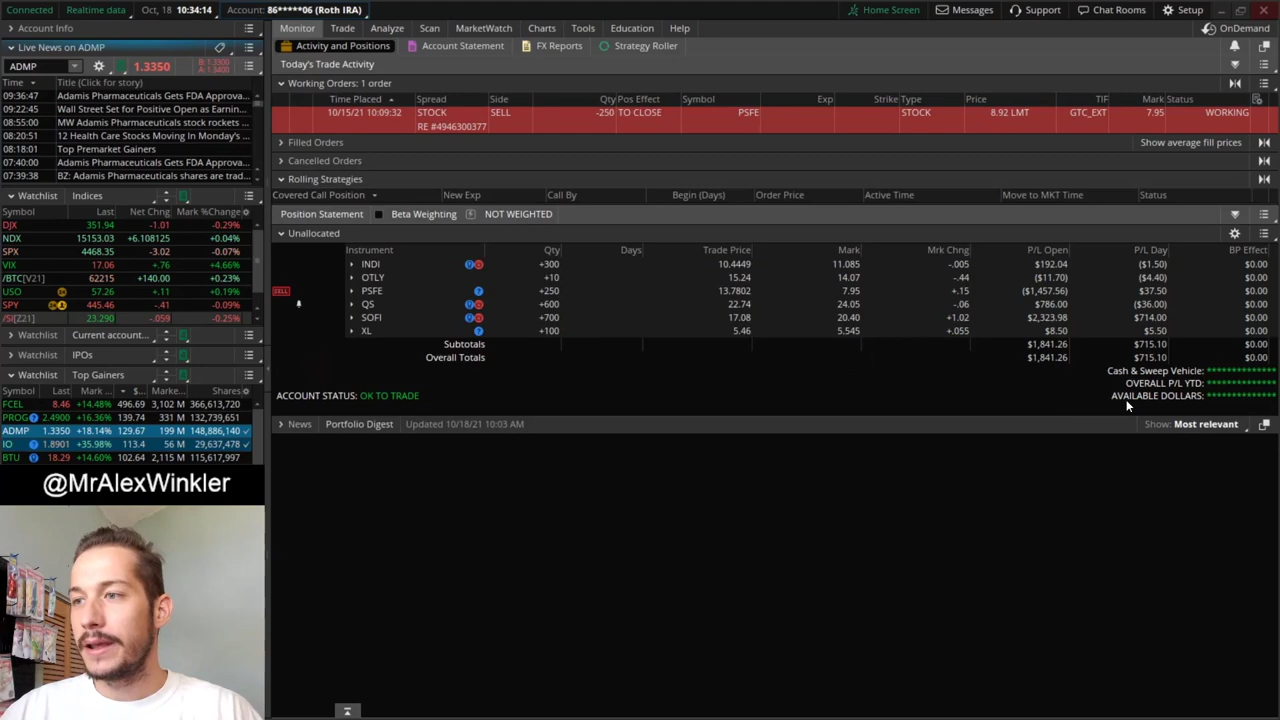 Connected Realtime data Oct, 18 10:34:14 Account: 86*****06 (Roth IRA) Home Screen Messages Support Chat Rooms Setup
Account Info
Monitor Trade Analyze Scan MarketWatch Charts Tools Education Help OnDemand
Live News on ADMP
Activity and Positions Account Statement FX Reports Strategy Roller
ADMP 1.3350 B: 1.3300
A: 1.3400
Today's Trade Activity
Time Title (Click for story)
Working Orders: 1 order
09:36:47 Adamis Pharmaceuticals Gets FDA Approva...
09:22:45 Wall Street Set for Positive Open as Earnin...
08:55:00 MW Adamis Pharmaceuticals stock rockets ...
08:20:51 12 Health Care Stocks Moving In Monday's ...
08:18:01 Top Premarket Gainers
07:40:00 Adamis Pharmaceuticals Gets FDA Approva...
07:39:38 BZ: Adamis Pharmaceuticals shares are trad...
Time Placed Spread Side Qty Pos Effect Symbol Exp Strike Type Price TIF Mark Status
10/15/21 10:09:32 STOCK SELL -250 TO CLOSE PSFE STOCK 8.92 LMT GTC_EXT 7.95 WORKING
RE #4946300377
Filled Orders Show average fill prices
Cancelled Orders
Rolling Strategies
Covered Call Position New Exp Call By Begin (Days) Order Price Active Time Move to MKT Time Status
Position Statement Beta Weighting NOT WEIGHTED
Unallocated
Instrument Qty Days Trade Price Mark Mrk Chng P/L Open P/L Day BP Effect
INDI +300 10.4449 11.085 -.005 $192.04 ($1.50) $0.00
OTLY +10 15.24 14.07 -.44 ($11.70) ($4.40) $0.00
SELL PSFE +250 13.7802 7.95 +.15 ($1,457.56) $37.50 $0.00
QS +600 22.74 24.05 -.06 $786.00 ($36.00) $0.00
SOFI +700 17.08 20.40 +1.02 $2,323.98 $714.00 $0.00
XL +100 5.46 5.545 +.055 $8.50 $5.50 $0.00
Subtotals $1,841.26 $715.10 $0.00
Overall Totals $1,841.26 $715.10 $0.00
Cash & Sweep Vehicle: **************
OVERALL P/L YTD: **************
ACCOUNT STATUS: OK TO TRADE AVAILABLE DOLLARS: **************
News Portfolio Digest Updated 10/18/21 10:03 AM Show: Most relevant
Watchlist Indices
Symbol Last Net Chng Mark %Change
DJX 351.94 -1.01 -0.29%
NDX 15153.03 +6.108125 +0.04%
SPX 4468.35 -3.02 -0.07%
VIX 17.06 +.76 +4.66%
/BTC[V21] 62215 +140.00 +0.23%
USO 57.26 +.11 +0.19%
SPY 445.46 -.41 -0.09%
/SI[Z21] 23.290 -.059 -0.25%
Watchlist Current account...
Watchlist IPOs
Watchlist Top Gainers
Symbol Last Mark ... $... Marke... Shares
FCEL 8.46 +14.48% 496.69 3,102 M 366,613,720
PROG 2.4900 +16.36% 139.74 331 M 132,739,651
ADMP 1.3350 +18.14% 129.67 199 M 148,886,140
IO 1.8901 +35.98% 113.4 56 M 29,637,478
BTU 18.29 +14.60% 102.64 2,115 M 115,617,997
@MrAlexWinkler